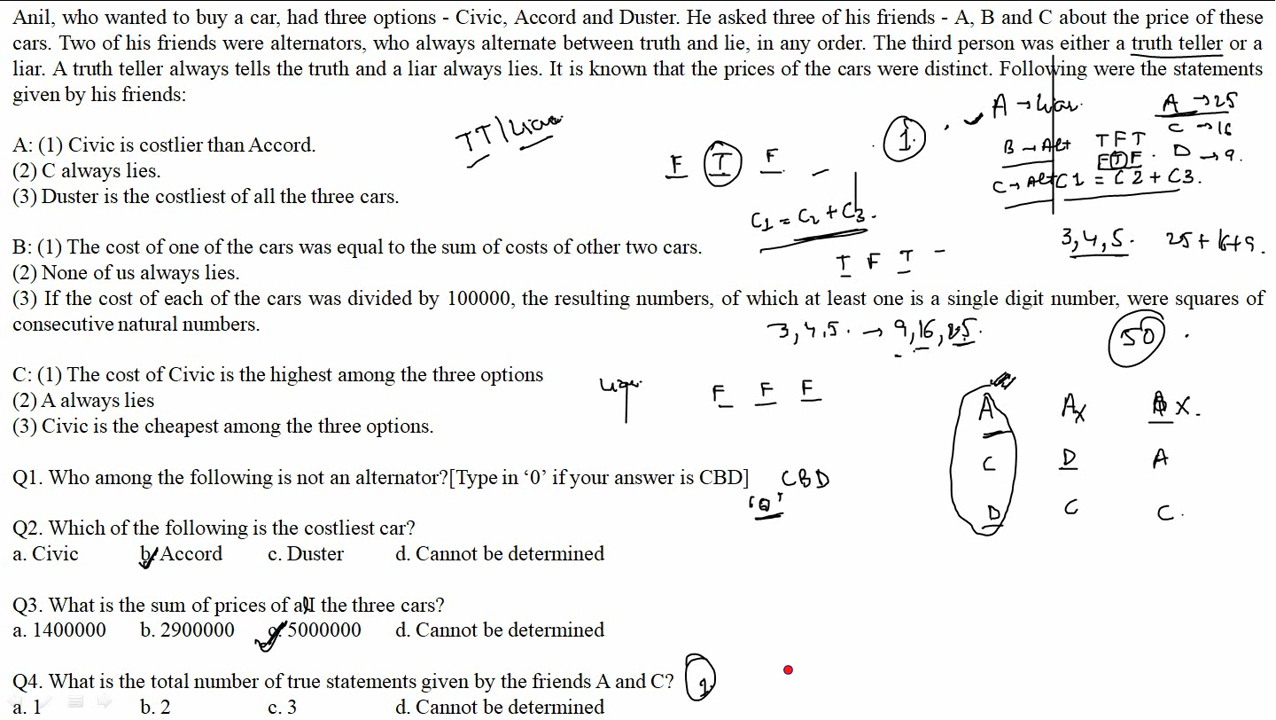 Anil, who wanted to buy a car, had three options - Civic, Accord and Duster. He asked three of his friends - A, B and C about the price of these
cars. Two of his friends were alternators, who always alternate between truth and lie, in any order. The third person was either a truth teller or a
liar. A truth teller always tells the truth and a liar always lies. It is known that the prices of the cars were distinct. Following were the statements
given by his friends:
A → Liar
A → 25
C → 16
D → 9.
TT/Liar
1.
B → Alt T F T
F T F
C → Alt C1 = C2 + C3.
A: (1) Civic is costlier than Accord.
(2) C always lies.
(3) Duster is the costliest of all the three cars.
F T F
C1 = C2 + C3.
T F T
3,4,5. 25+16+9.
B: (1) The cost of one of the cars was equal to the sum of costs of other two cars.
(2) None of us always lies.
(3) If the cost of each of the cars was divided by 100000, the resulting numbers, of which at least one is a single digit number, were squares of
consecutive natural numbers.
3,4,5. → 9,16,25.
50
C: (1) The cost of Civic is the highest among the three options
(2) A always lies
(3) Civic is the cheapest among the three options.
F F F
A Ax
C D A
D C C.
Q1. Who among the following is not an alternator?[Type in ‘0’ if your answer is CBD] CBD
Q2. Which of the following is the costliest car?
a. Civic b. Accord c. Duster d. Cannot be determined
Q3. What is the sum of prices of all the three cars?
a. 1400000 b. 2900000 c. 5000000 d. Cannot be determined
Q4. What is the total number of true statements given by the friends A and C?
a. 1 b. 2 c. 3 d. Cannot be determined